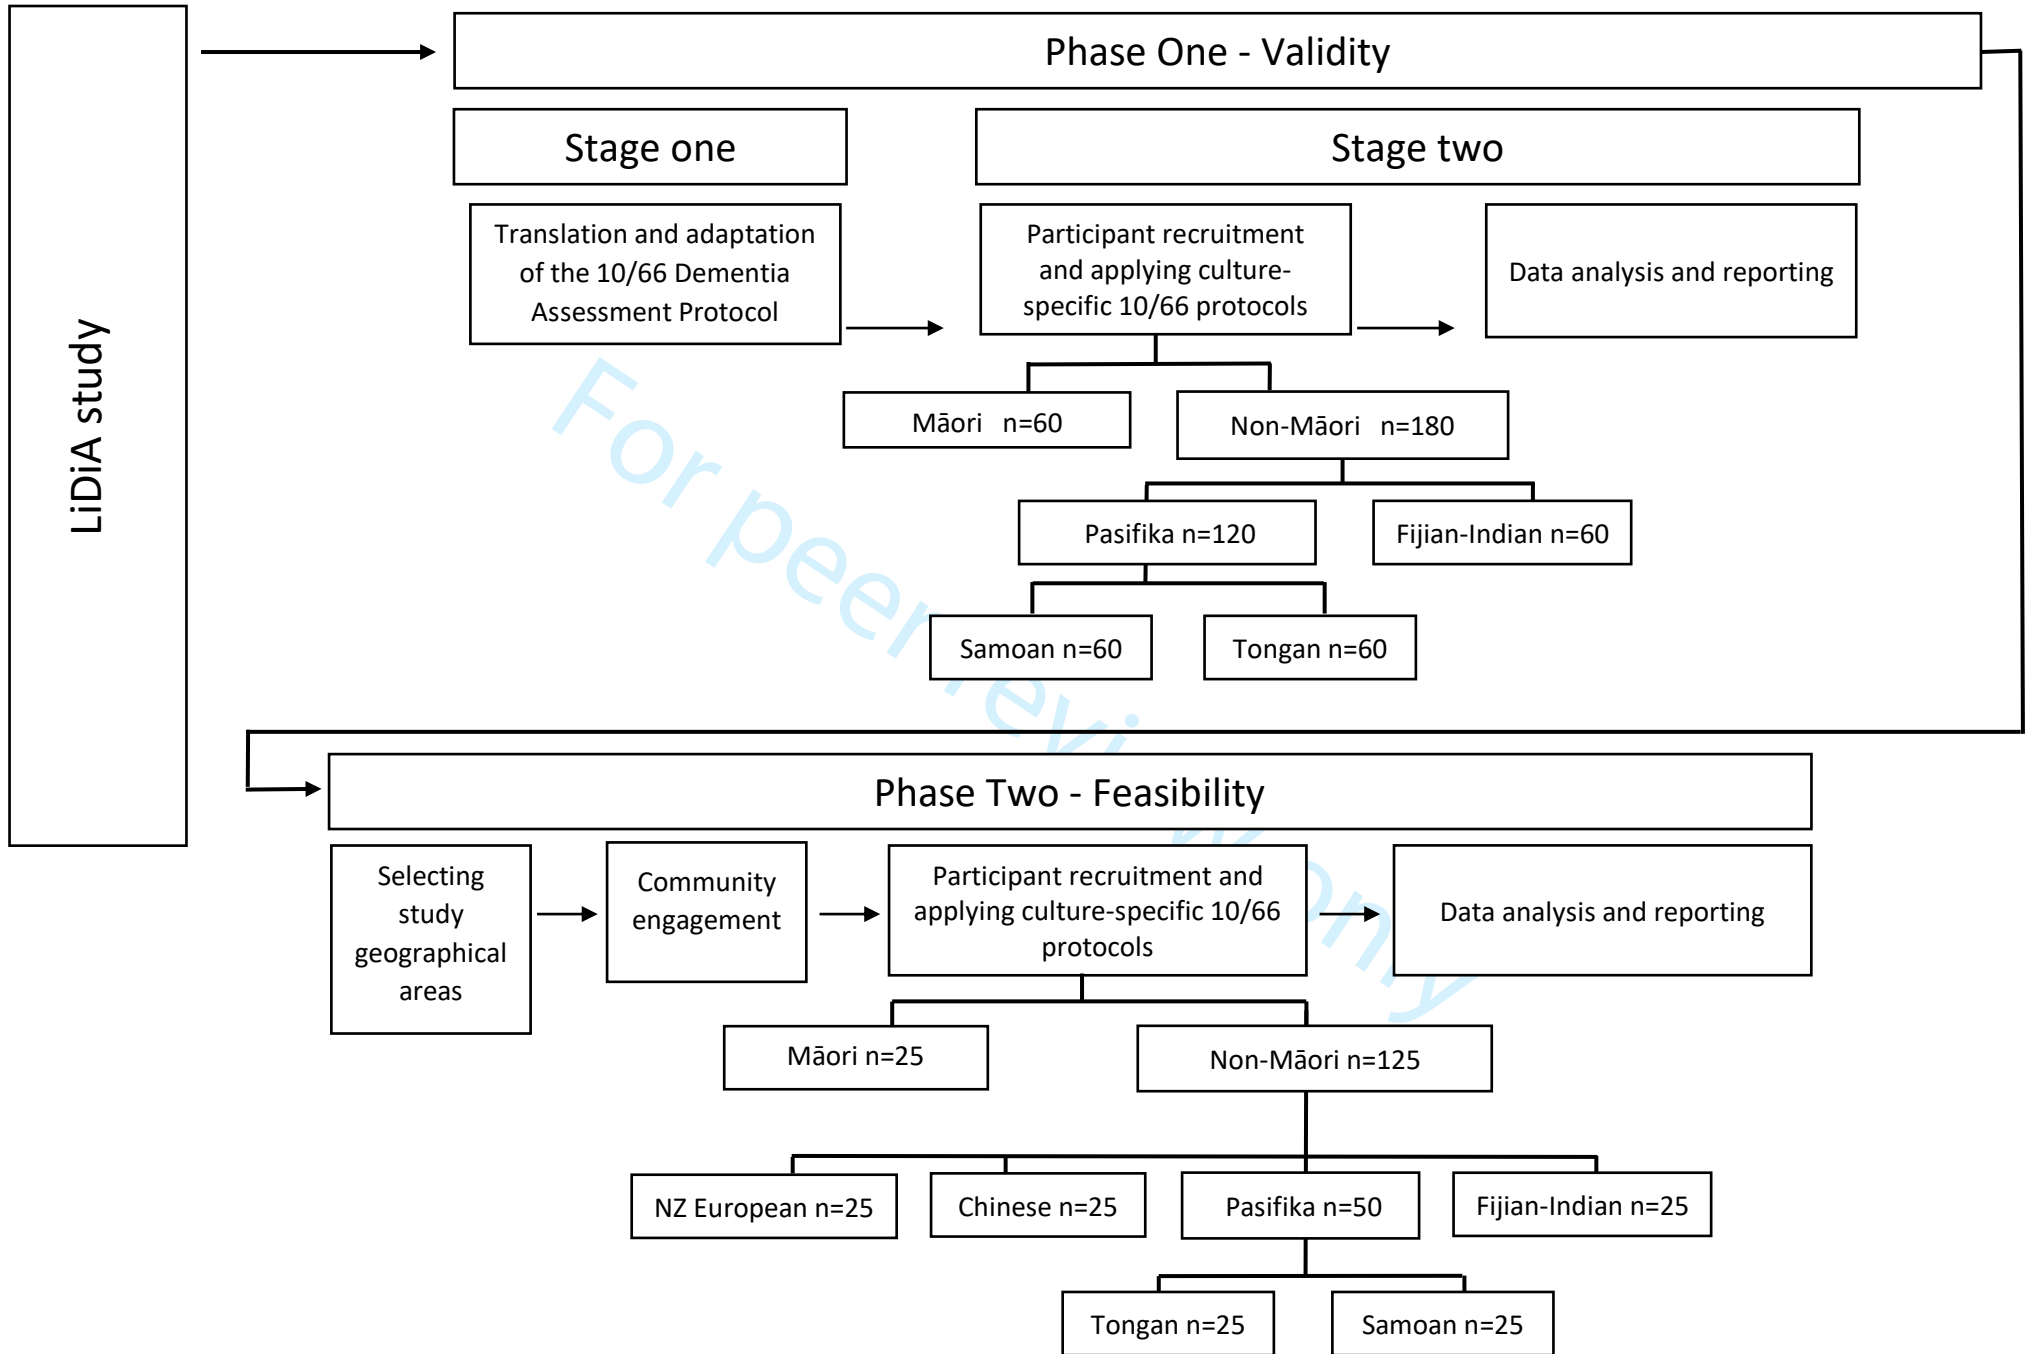 LiDiA study
Phase One - Validity
Stage one
Stage two
Translation and adaptation
of the 10/66 Dementia
Assessment Protocol
Participant recruitment
and applying culture-
specific 10/66 protocols
Data analysis and reporting
Māori   n=60
Non-Māori   n=180
Pasifika n=120
Fijian-Indian n=60
Samoan n=60
Tongan n=60
For peer review only
Phase Two - Feasibility
Selecting
study
geographical
areas
Community
engagement
Participant recruitment and
applying culture-specific 10/66
protocols
Data analysis and reporting
Māori n=25
Non-Māori n=125
NZ European n=25
Chinese n=25
Pasifika n=50
Fijian-Indian n=25
Tongan n=25
Samoan n=25